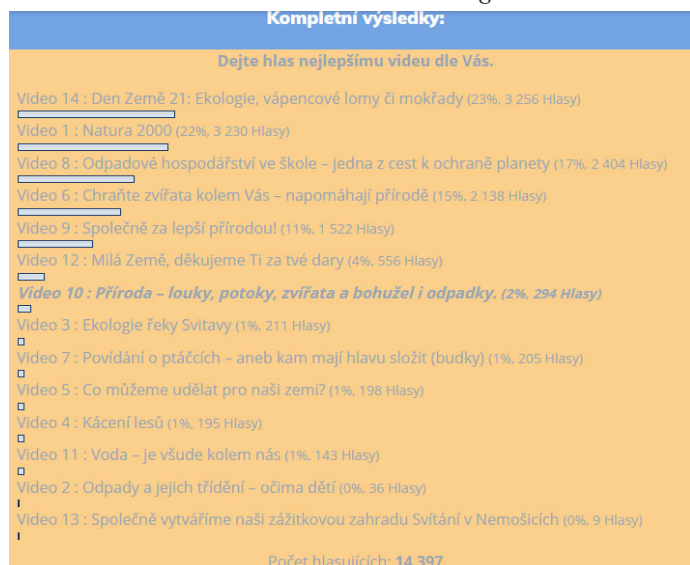 Kompletní výsledky:
Dejte hlas nejlepšímu videu dle Vás.
Video 14 : Den Země 21: Ekologie, vápencové lomy či mokřady (23%, 3 256 Hlasy)
Video 1 : Natura 2000 (22%, 3 230 Hlasy)
Video 8 : Odpadové hospodářství ve škole – jedna z cest k ochraně planety (17%, 2 404 Hlasy)
Video 6 : Chraňte zvířata kolem Vás – napomáhají přírodě (15%, 2 138 Hlasy)
Video 9 : Společně za lepší přírodou! (11%, 1 522 Hlasy)
Video 12 : Milá Země, děkujeme Ti za tvé dary (4%, 556 Hlasy)
Video 10 : Příroda – louky, potoky, zvířata a bohužel i odpadky. (2%, 294 Hlasy)
Video 3 : Ekologie řeky Svitavy (1%, 211 Hlasy)
Video 7 : Povídání o ptáčcích – aneb kam mají hlavu složit (budky) (1%, 205 Hlasy)
Video 5 : Co můžeme udělat pro naši zemi? (1%, 198 Hlasy)
Video 4 : Kácení lesů (1%, 195 Hlasy)
Video 11 : Voda – je všude kolem nás (1%, 143 Hlasy)
Video 2 : Odpady a jejich třídění – očima dětí (0%, 36 Hlasy)
Video 13 : Společně vytváříme naši zážitkovou zahradu Svítání v Nemošicích (0%, 9 Hlasy)
Počet hlasujících: 14 397